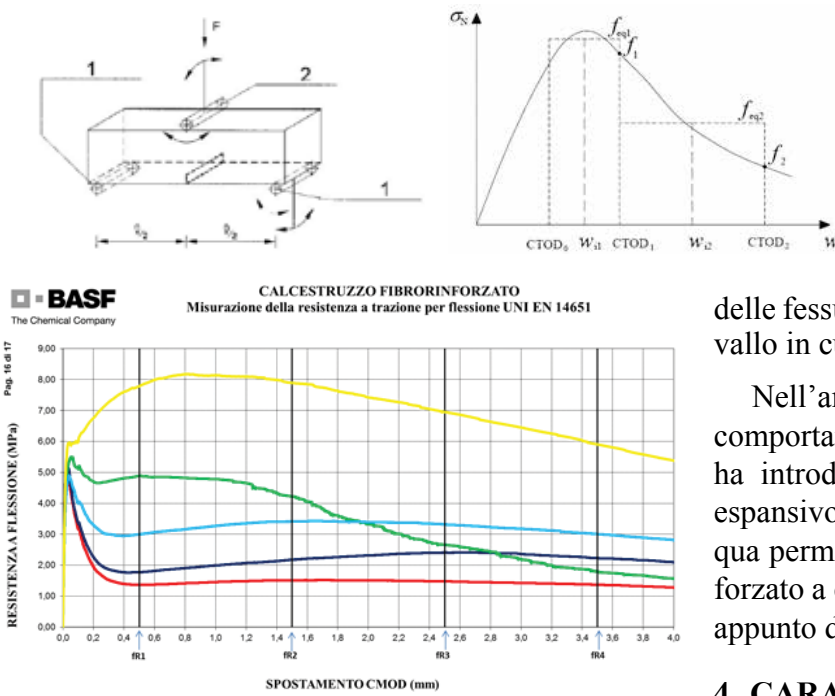 F
1
2
1
σN
feq1
f1
feq2
f2
CTOD0 ws1 CTOD1 ws2 CTOD2 w
BASF
The Chemical Company
CALCESTRUZZO FIBRORINFORZATO
Misurazione della resistenza a trazione per flessione UNI EN 14651
Pag. 16 di 17
RESISTENZA A FLESSIONE (MPa)
9,00
8,00
7,00
6,00
5,00
4,00
3,00
2,00
1,00
0,00
0,0 0,2 0,4 0,6 0,8 1,0 1,2 1,4 1,6 1,8 2,0 2,2 2,4 2,6 2,8 3,0 3,2 3,4 3,6 3,8 4,0
fR1 fR2 fR3 fR4
SPOSTAMENTO CMOD (mm)
delle fessu
vallo in cu
Nell'ar
comporta
ha introd
espansivo
qua perm
forzato a
appunto d
4. CARA